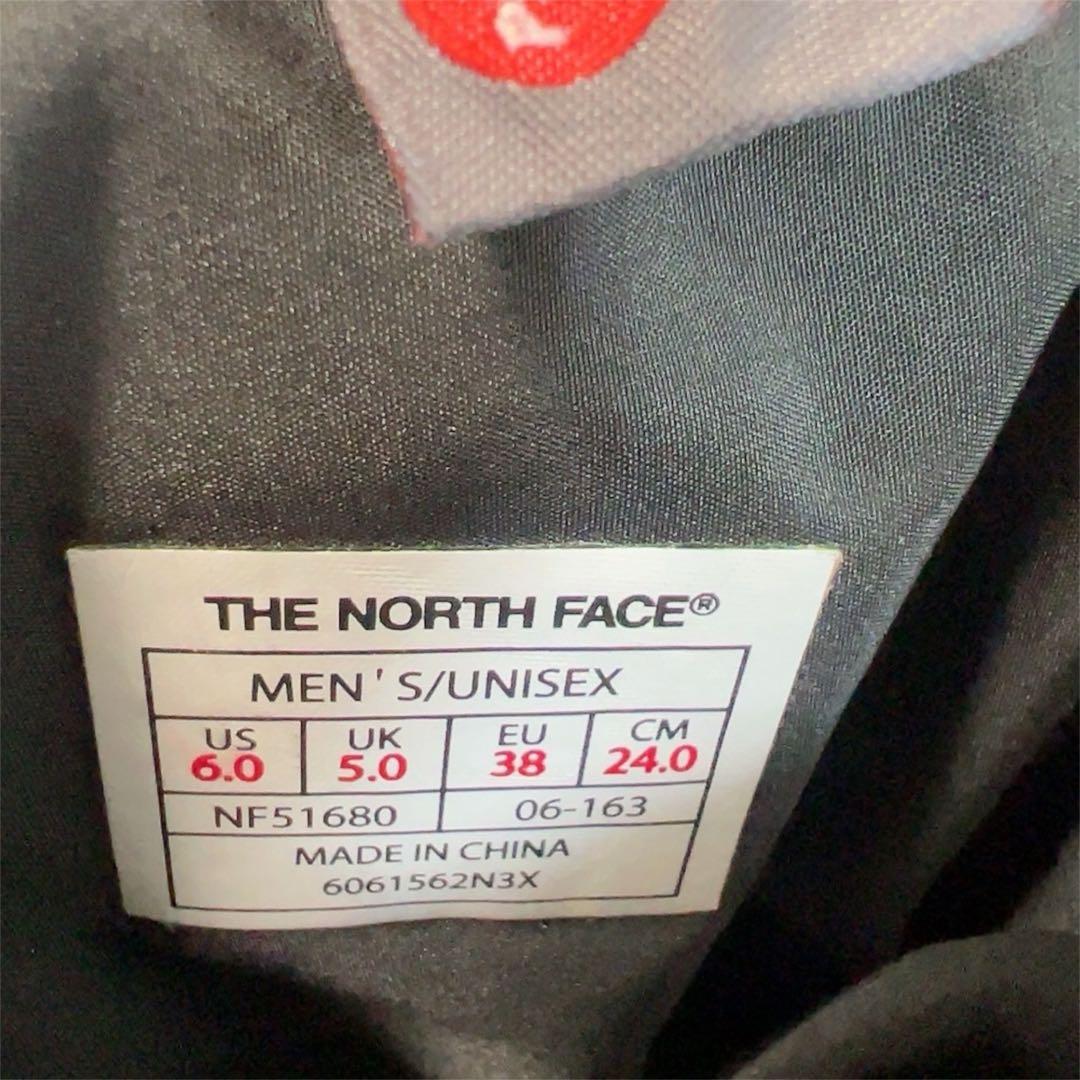 THE NORTH FACE®
MEN'S/UNISEX
US UK EU CM
6.0 5.0 38 24.0
NF51680 06-163
MADE IN CHINA
6061562N3X